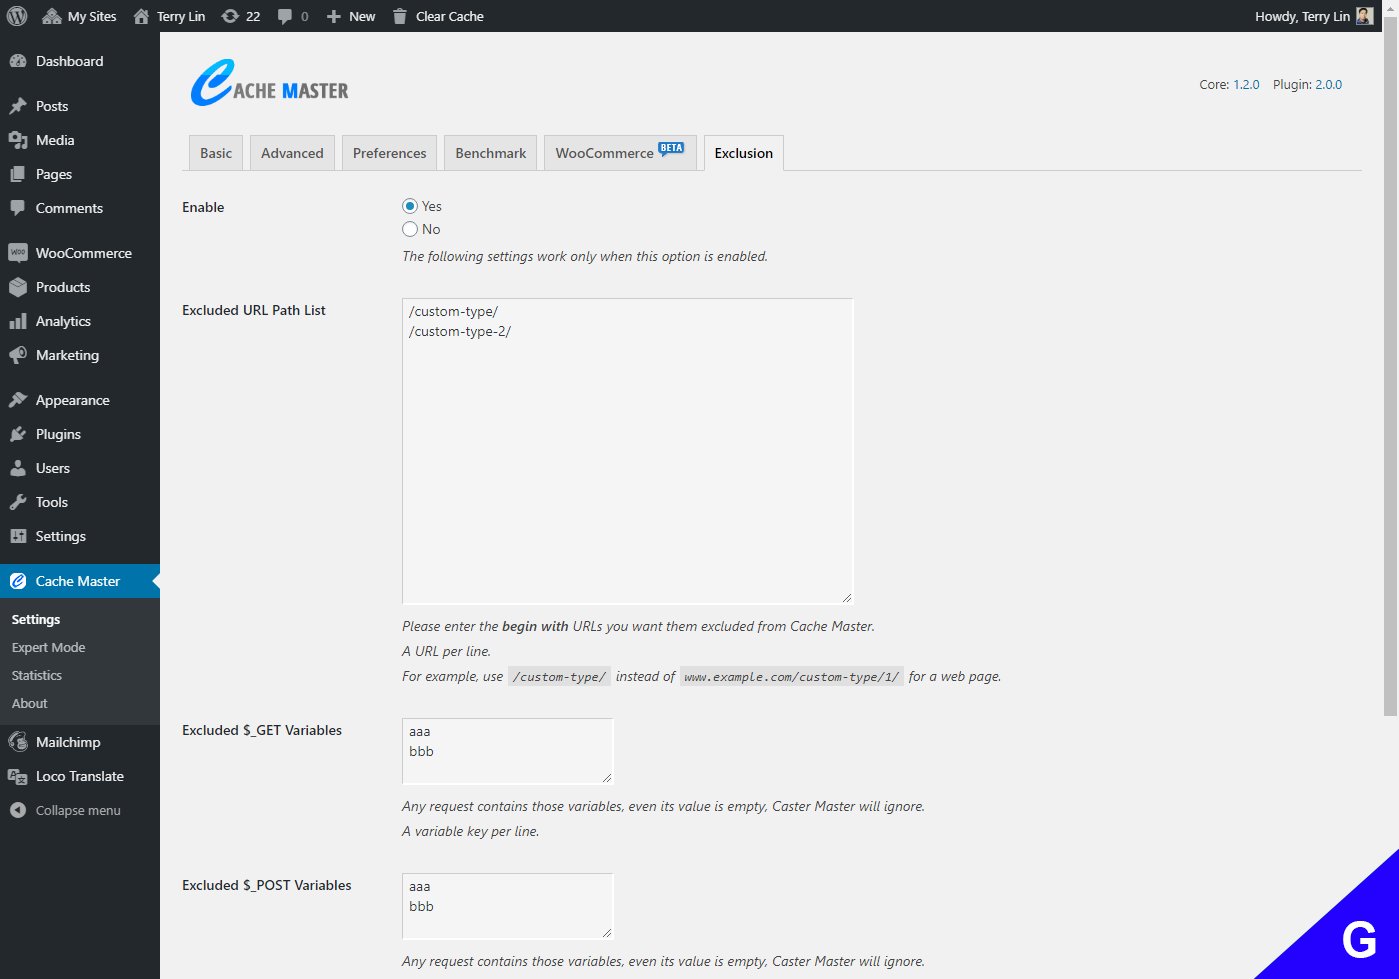 My Sites Terry Lin 22 0 New Clear Cache Howdy, Terry Lin
Dashboard
Posts
Media
Pages
Comments
WOO WooCommerce
Products
Analytics
Marketing
Appearance
Plugins
Users
Tools
Settings
Cache Master
Settings
Expert Mode
Statistics
About
Mailchimp
Loco Translate
Collapse menu
CACHE MASTER
Core: 1.2.0 Plugin: 2.0.0
Basic Advanced Preferences Benchmark WooCommerce BETA Exclusion
Enable
Yes
No
The following settings work only when this option is enabled.
Excluded URL Path List
/custom-type/
/custom-type-2/
Please enter the begin with URLs you want them excluded from Cache Master.
A URL per line.
For example, use /custom-type/ instead of www.example.com/custom-type/1/ for a web page.
Excluded $_GET Variables
aaa
bbb
Any request contains those variables, even its value is empty, Caster Master will ignore.
A variable key per line.
Excluded $_POST Variables
aaa
bbb
Any request contains those variables, even its value is empty, Caster Master will ignore.
G